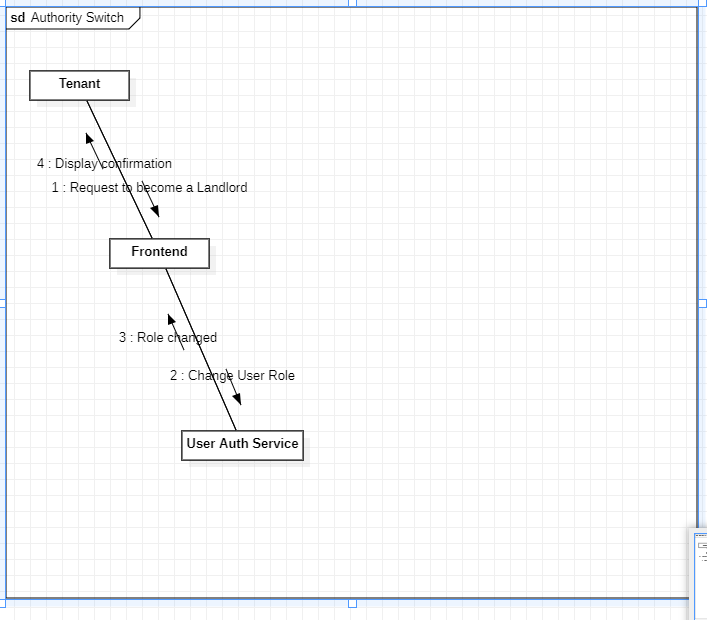 sd Authority Switch
Tenant
4 : Display confirmation
1 : Request to become a Landlord
Frontend
3 : Role changed
2 : Change User Role
User Auth Service